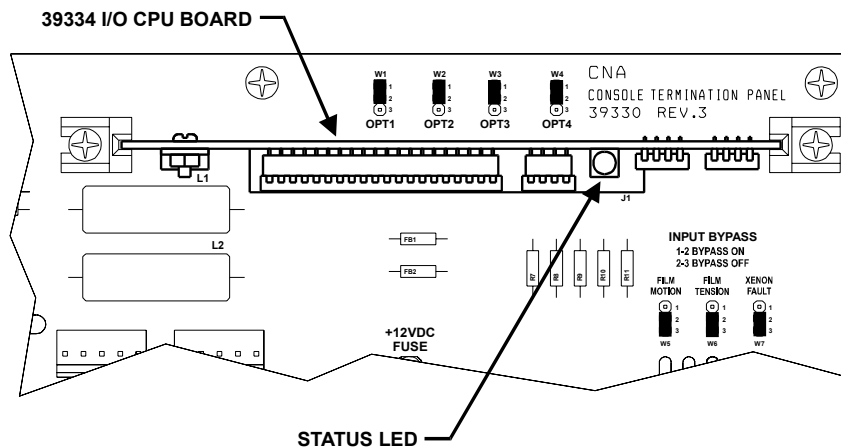 39334 I/O CPU BOARD
W1 W2 W3 W4
1 1 1 1
2 2 2 2
3 3 3 3
OPT1 OPT2 OPT3 OPT4
CNA
CONSOLE TERMINATION PANEL
39330 REV.3
L1
J1
L2
FB1
FB2
R7 R8 R9 R10 R11
INPUT BYPASS
1-2 BYPASS ON
2-3 BYPASS OFF
FILM MOTION
FILM TENSION
XENON FAULT
1 1 1
2 2 2
3 3 3
W5 W6 W7
+12VDC
FUSE
STATUS LED